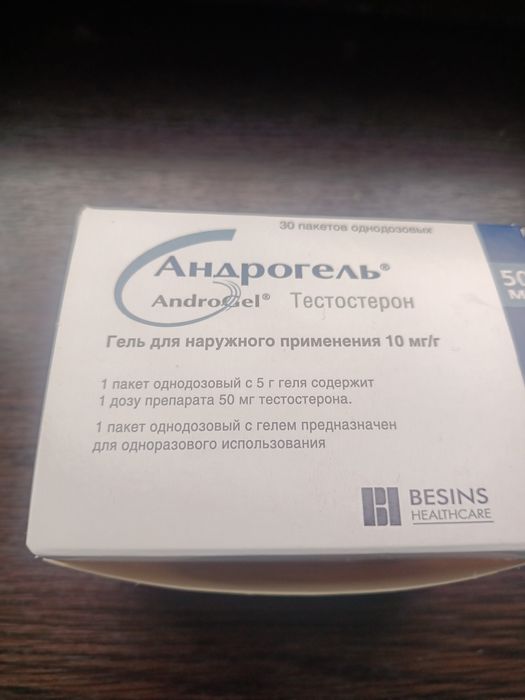 30 пакетов однодозовых
Андрогель®
AndroGel® Тестостерон
Гель для наружного применения 10 мг/г
1 пакет однодозовый с 5 г геля содержит
1 дозу препарата 50 мг тестостерона.
1 пакет однодозовый с гелем предназначен
для одноразового использования
BESINS
HEALTHCARE